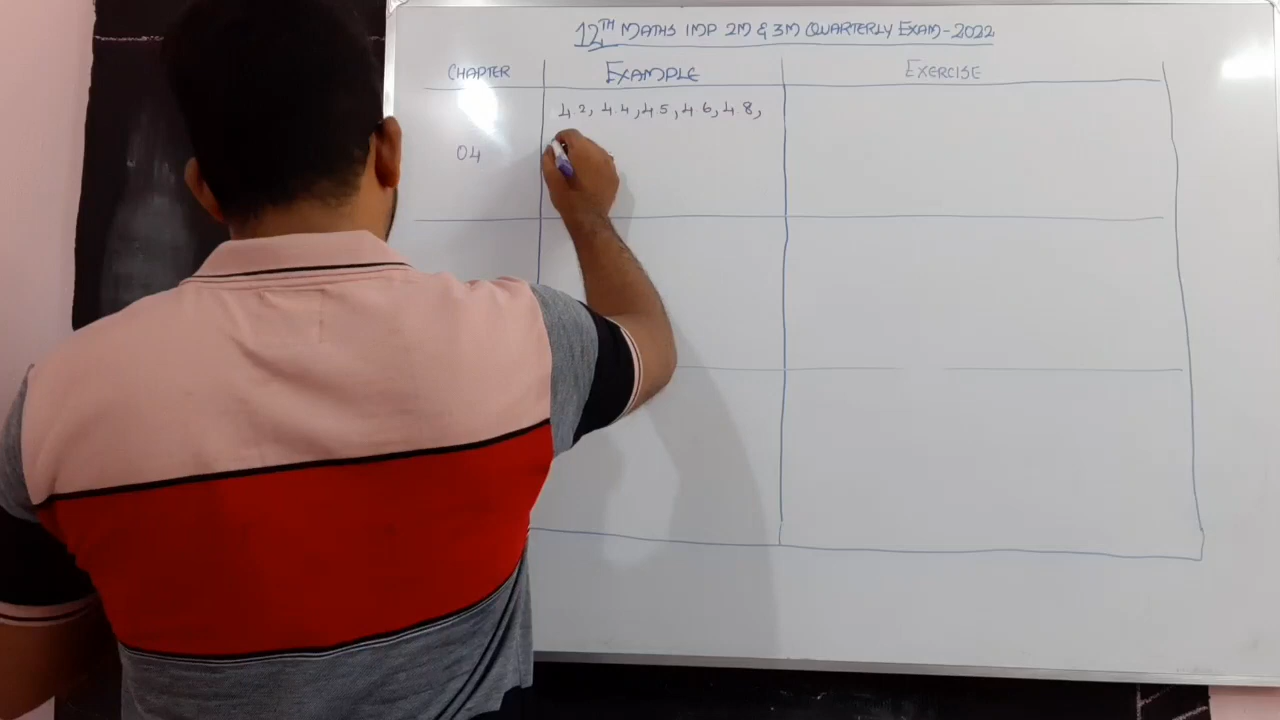 12TH MATHS IMP 2M & 3M QUARTERLY EXAM-2022
CHAPTER EXAMPLE EXERCISE
4.2, 4.4, 4.5, 4.6, 4.8,
04